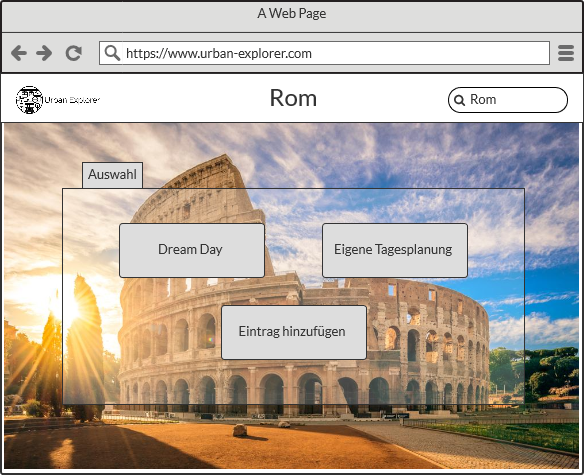 A Web Page
https://www.urban-explorer.com
Urban Explorer
Rom
Rom
Auswahl
Dream Day
Eigene Tagesplanung
Eintrag hinzufügen